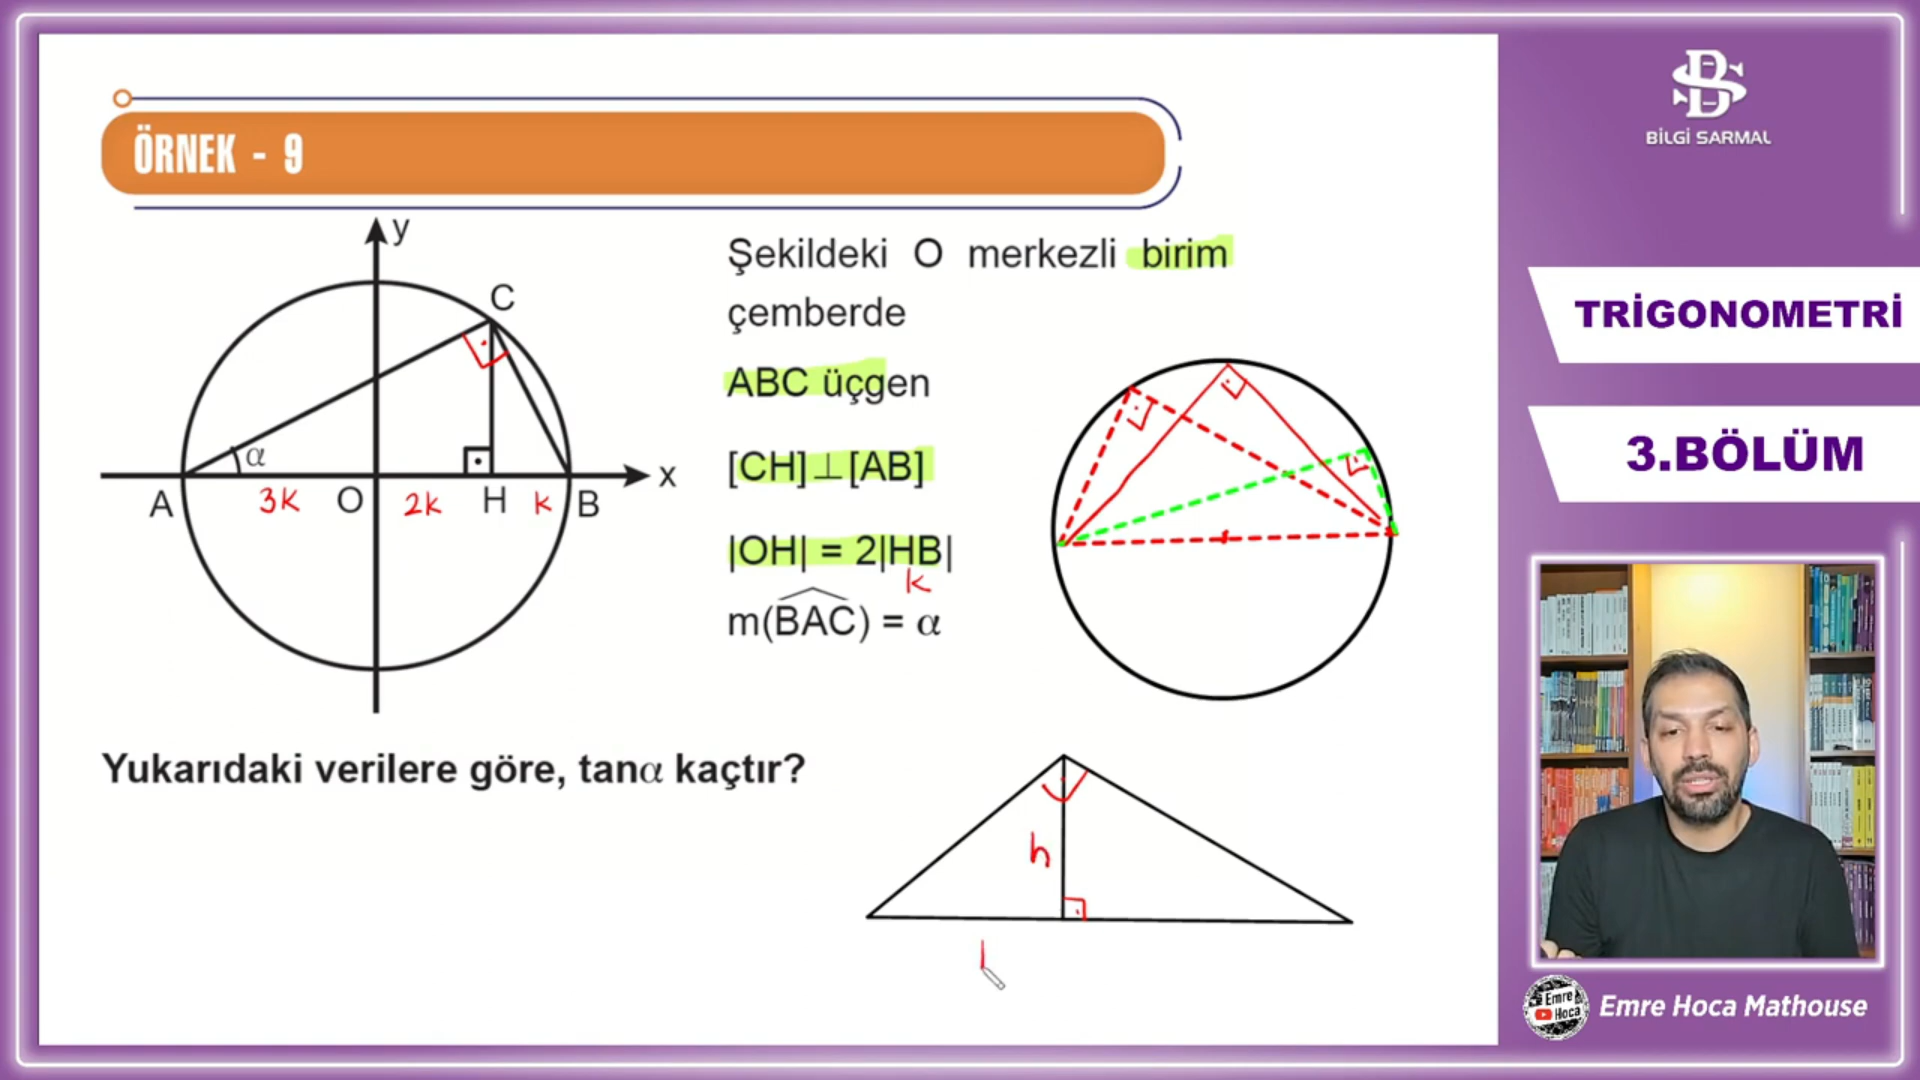 ÖRNEK - 9
y
C
α
x
A
3k
O
2k
H
k
B
Şekildeki O merkezli birim
çemberde
ABC üçgen
[CH]⊥[AB]
|OH| = 2|HB|
k
m(BAC) = α
Yukarıdaki verilere göre, tanα kaçtır?
h
BİLGİ SARMAL
TRİGONOMETRİ
3.BÖLÜM
Emre Hoca
Emre Hoca Mathouse